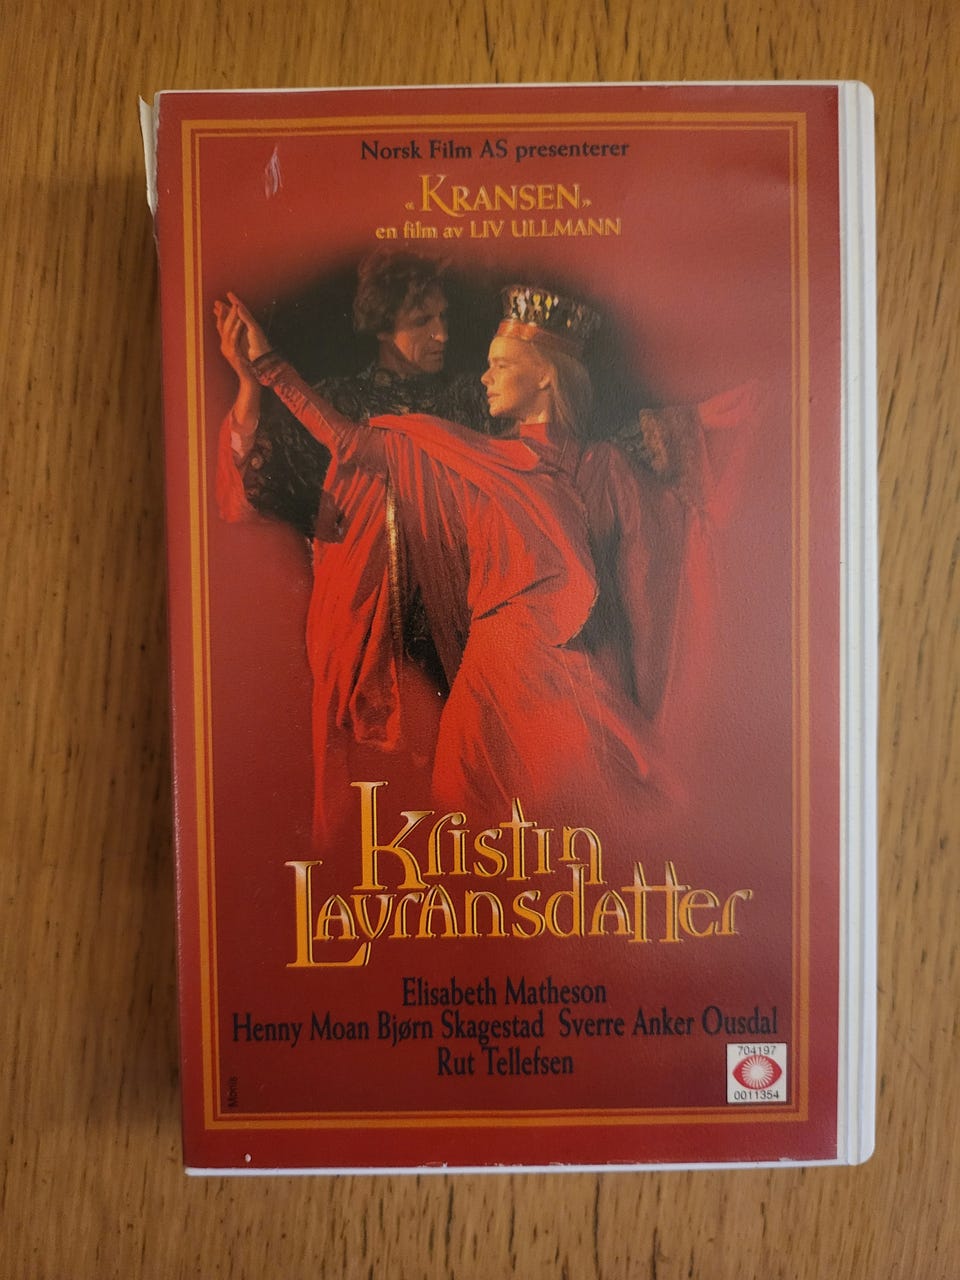 Norsk Film AS presenterer
«KRANSEN»
en film av LIV ULLMANN
Kristin
Lavransdatter
Elisabeth Matheson
Henny Moan Bjørn Skagestad Sverre Anker Ousdal
Rut Tellefsen
704197
0011354